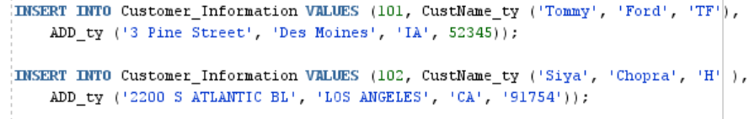 INSERT INTO Customer_Information VALUES (101, CustName_ty ('Tommy', 'Ford', 'TF'),
ADD_ty ('3 Pine Street', 'Des Moines', 'IA', 52345));
INSERT INTO Customer_Information VALUES (102, CustName_ty ('Siya', 'Chopra', 'H' ),
ADD_ty ('2200 S ATLANTIC BL', 'LOS ANGELES', 'CA', '91754'));